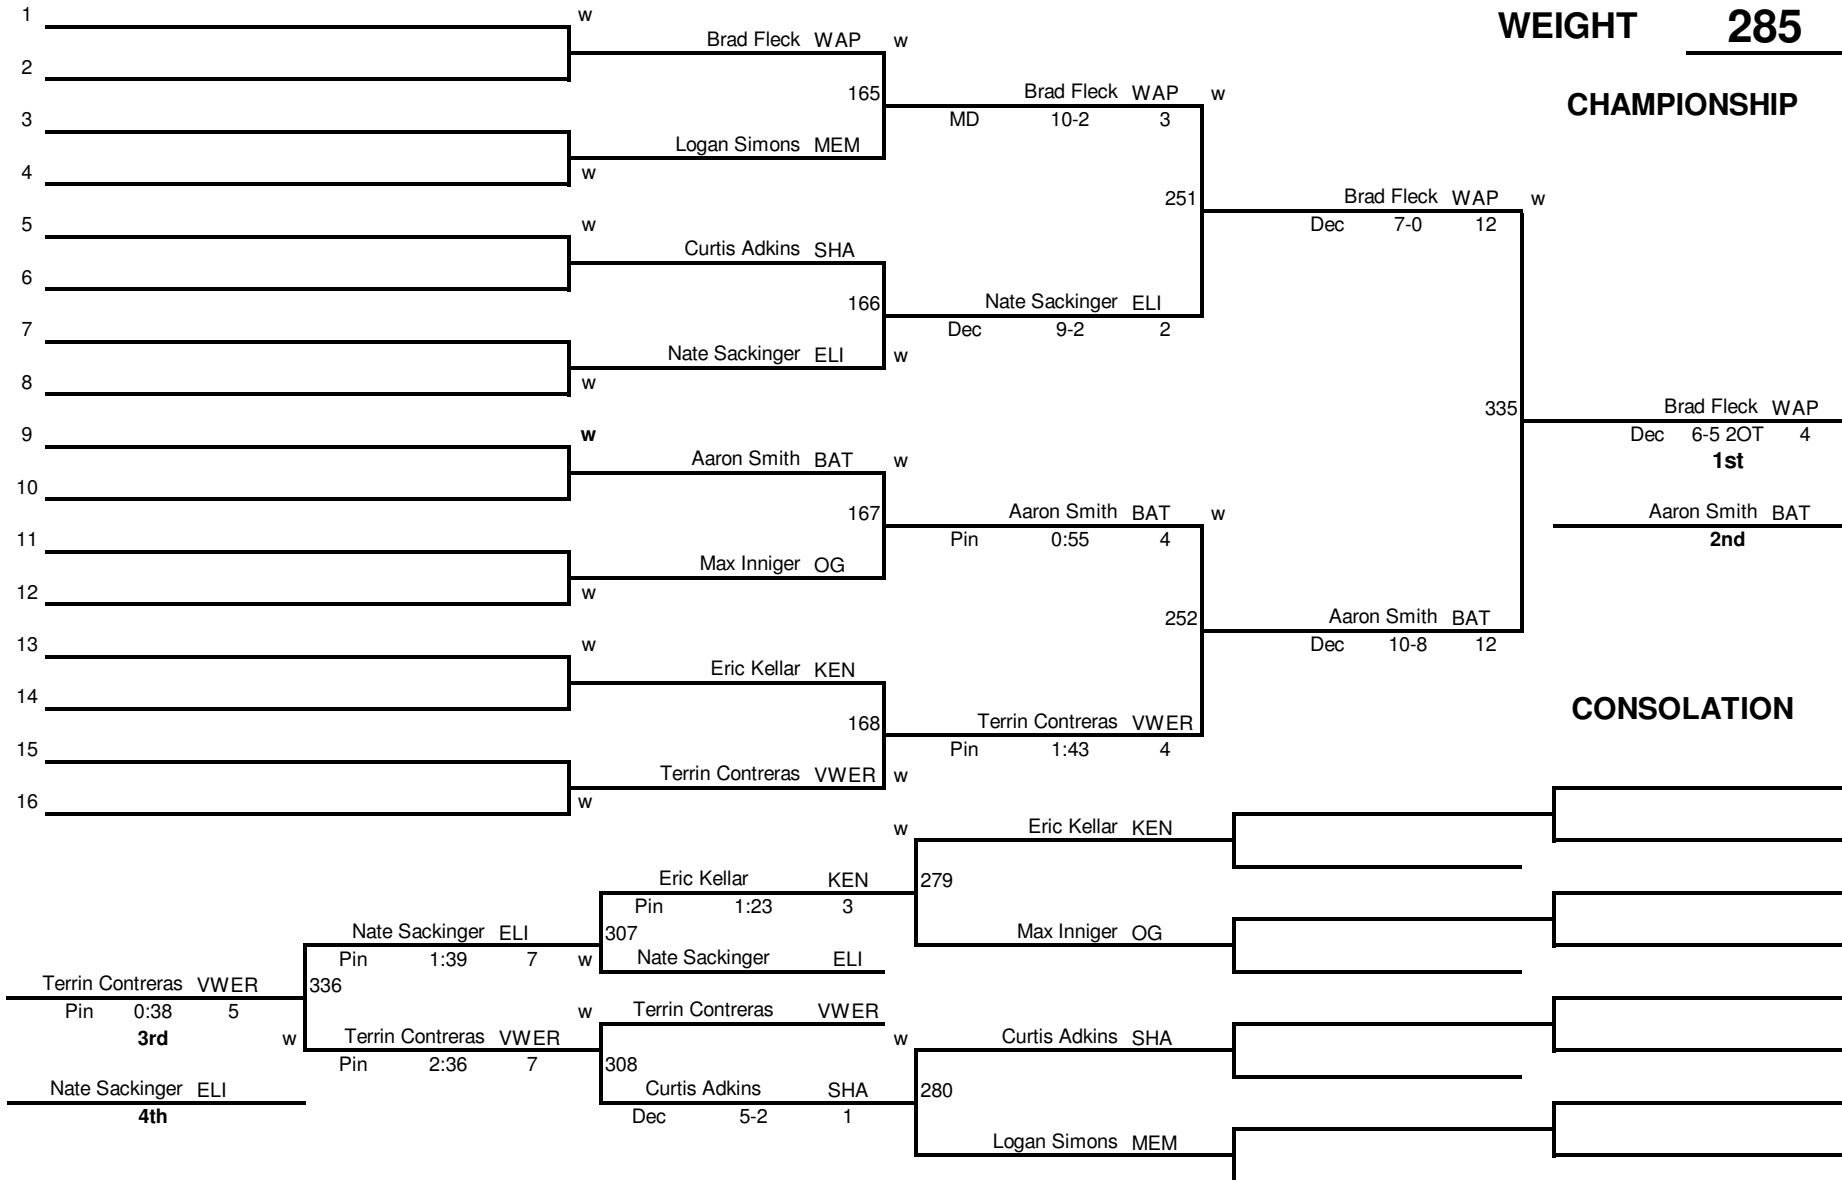 1 w
WEIGHT 285
Brad Fleck WAP w
2
165 Brad Fleck WAP w
CHAMPIONSHIP
3 MD 10-2 3
Logan Simons MEM
4 w
251 Brad Fleck WAP w
5 w Dec 7-0 12
Curtis Adkins SHA
6
166 Nate Sackinger ELI
7 Dec 9-2 2
Nate Sackinger ELI w
8 w
335 Brad Fleck WAP
9 w Dec 6-5 2OT 4
Aaron Smith BAT w 1st
10
167 Aaron Smith BAT w Aaron Smith BAT
11 Pin 0:55 4 2nd
Max Inniger OG
12 w
252 Aaron Smith BAT
13 w Dec 10-8 12
Eric Kellar KEN
14
CONSOLATION
168 Terrin Contreras VWER
15 Pin 1:43 4
Terrin Contreras VWER w
16 w
w Eric Kellar KEN
Eric Kellar KEN 279
Pin 1:23 3
Nate Sackinger ELI 307 Max Inniger OG
Pin 1:39 7 w Nate Sackinger ELI
Terrin Contreras VWER 336
Pin 0:38 5 w Terrin Contreras VWER
3rd w Terrin Contreras VWER w Curtis Adkins SHA
Pin 2:36 7 308
Nate Sackinger ELI Curtis Adkins SHA 280
4th Dec 5-2 1
Logan Simons MEM